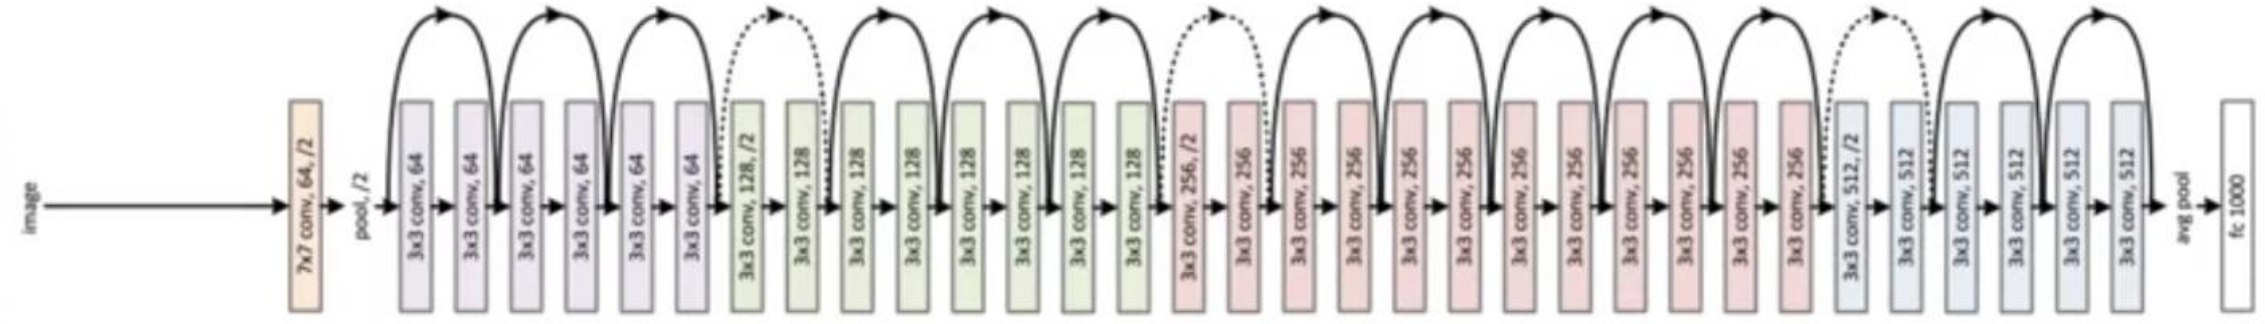 image
7x7 conv, 64, /2
pool, /2
3x3 conv, 64
3x3 conv, 64
3x3 conv, 64
3x3 conv, 64
3x3 conv, 64
3x3 conv, 64
3x3 conv, 128, /2
3x3 conv, 128
3x3 conv, 128
3x3 conv, 128
3x3 conv, 128
3x3 conv, 128
3x3 conv, 128
3x3 conv, 128
3x3 conv, 256, /2
3x3 conv, 256
3x3 conv, 256
3x3 conv, 256
3x3 conv, 256
3x3 conv, 256
3x3 conv, 256
3x3 conv, 256
3x3 conv, 256
3x3 conv, 256
3x3 conv, 256
3x3 conv, 256
3x3 conv, 512, /2
3x3 conv, 512
3x3 conv, 512
3x3 conv, 512
3x3 conv, 512
3x3 conv, 512
avg pool
fc 1000